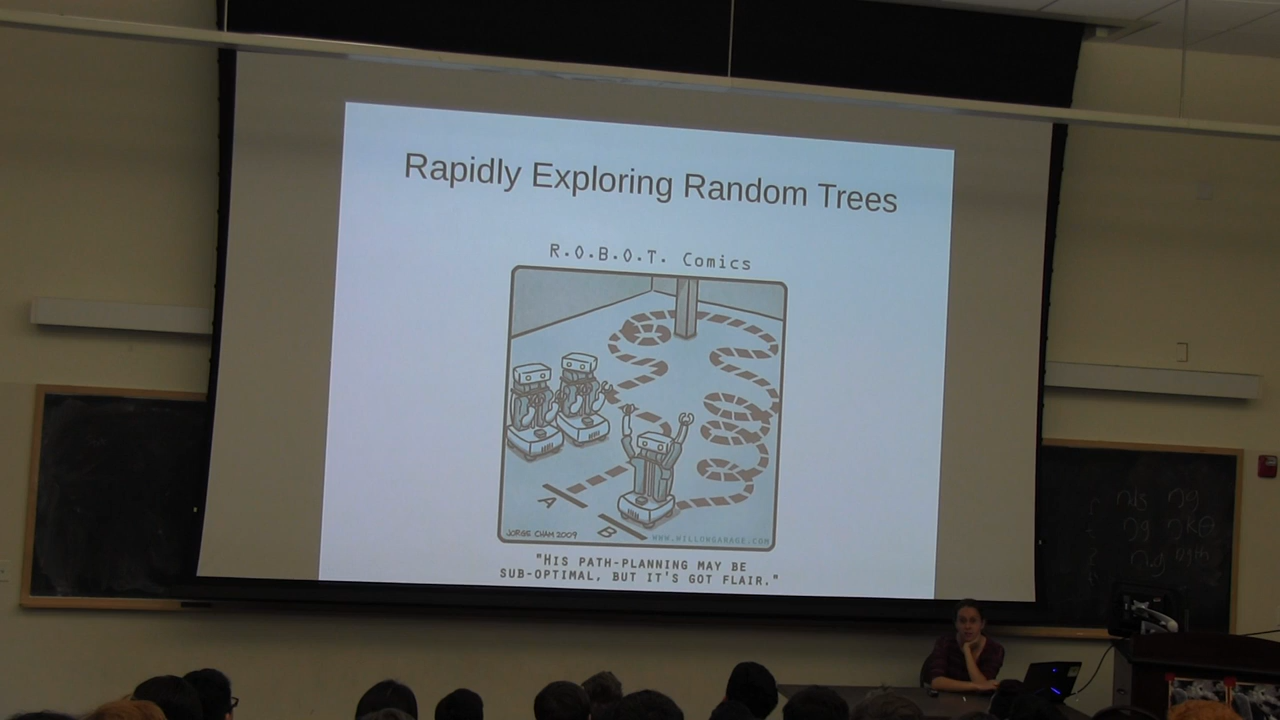 Rapidly Exploring Random Trees
R.O.B.O.T. Comics
A
B
JORGE CHAM 2009
WWW.WILLOWGARAGE.COM
"HIS PATH-PLANNING MAY BE
SUB-OPTIMAL, BUT IT'S GOT FLAIR."